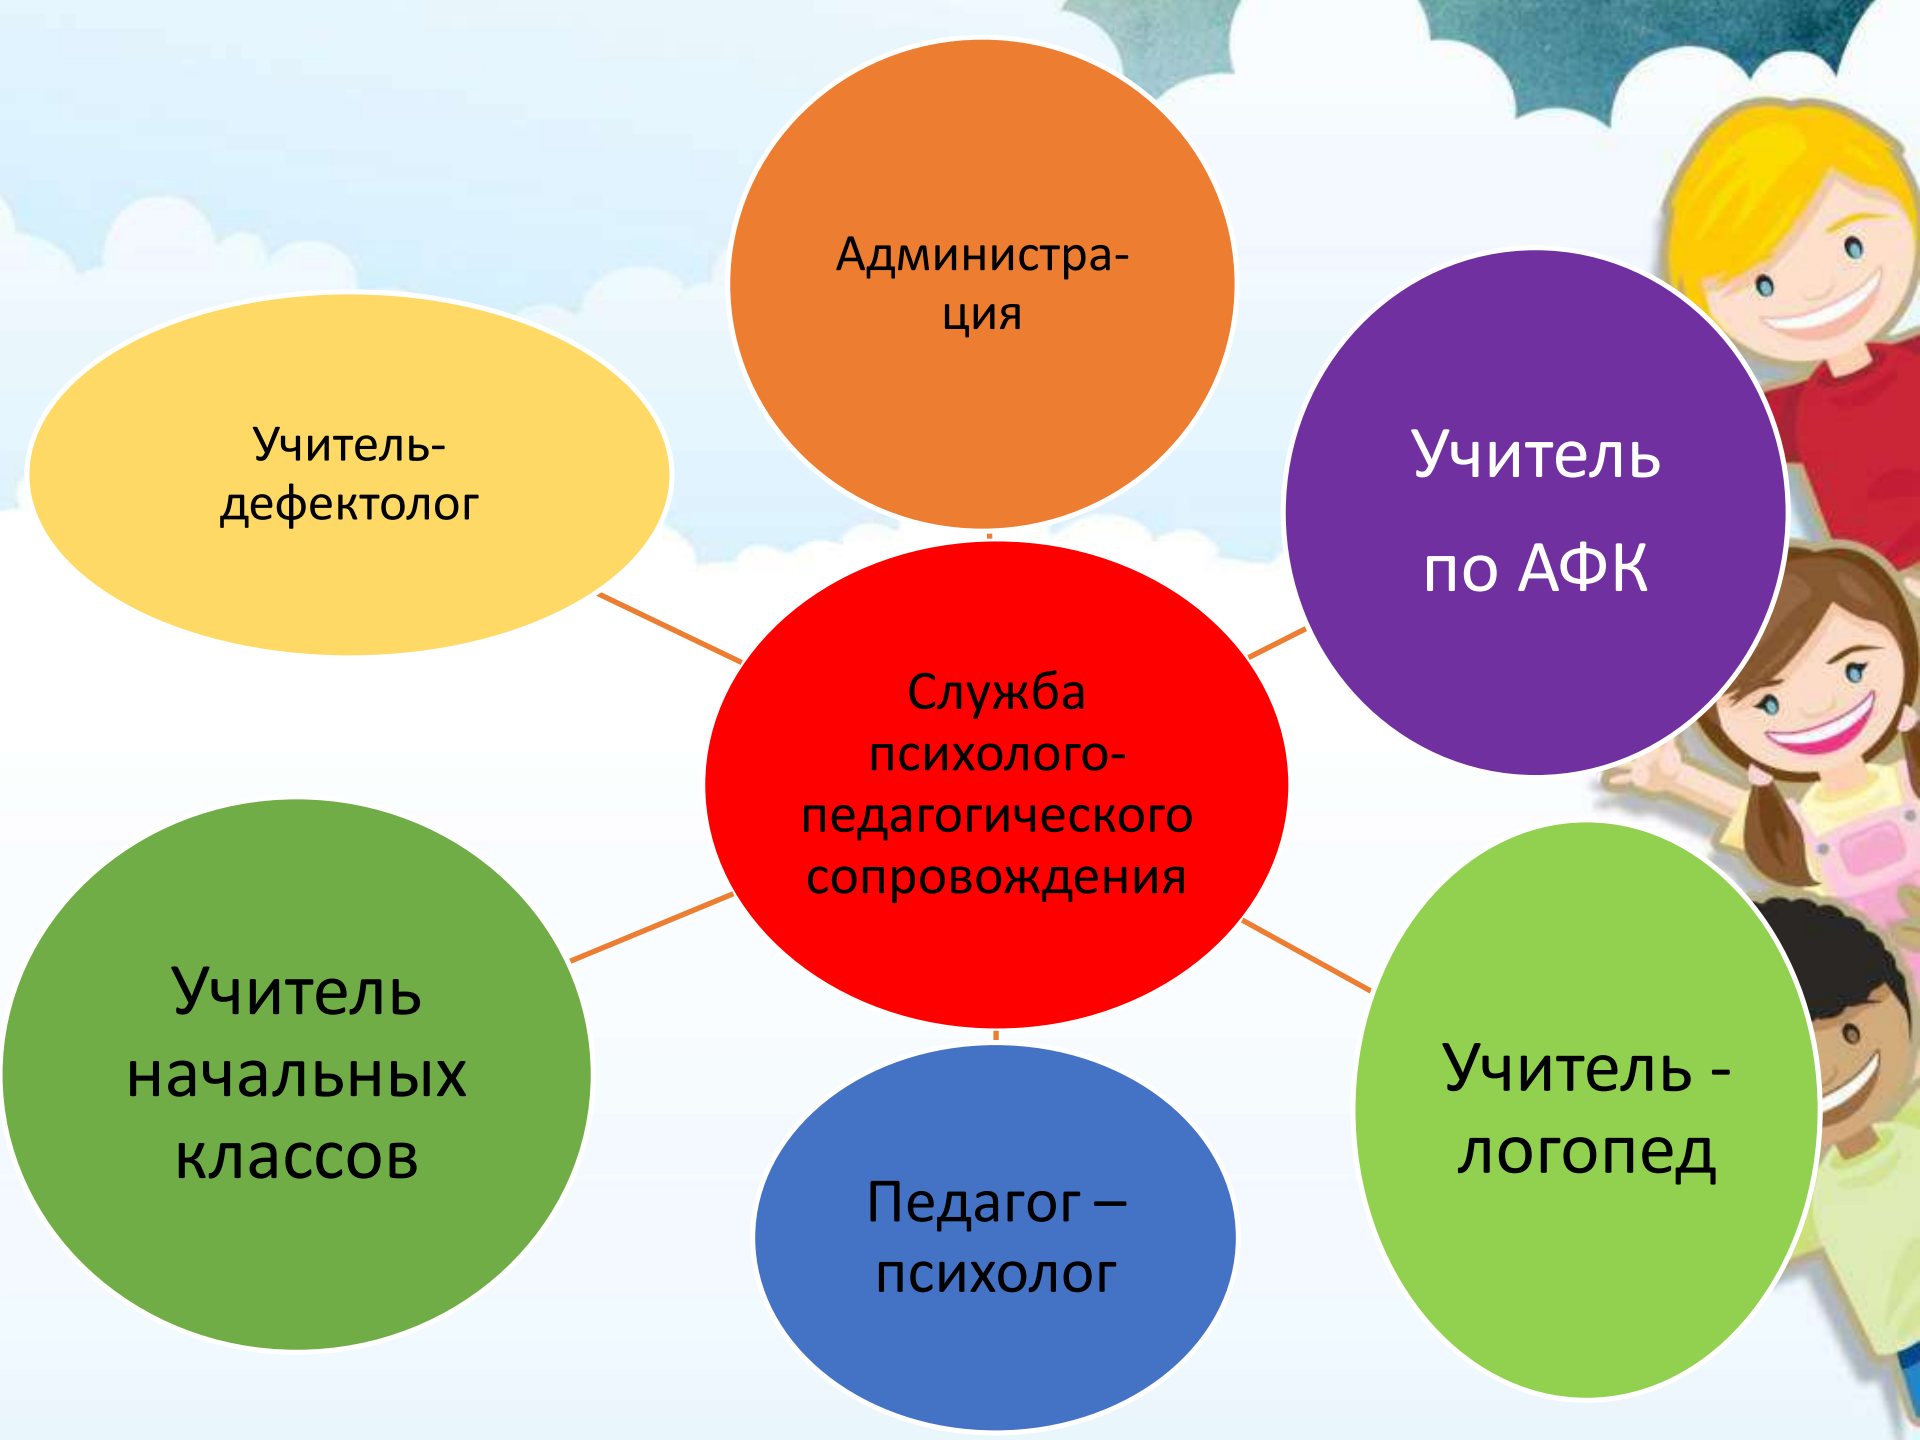 Администра-
ция
Учитель-
дефектолог
Учитель
по АФК
Служба
психолого-
педагогического
сопровождения
Учитель
начальных
классов
Учитель -
логопед
Педагог –
психолог